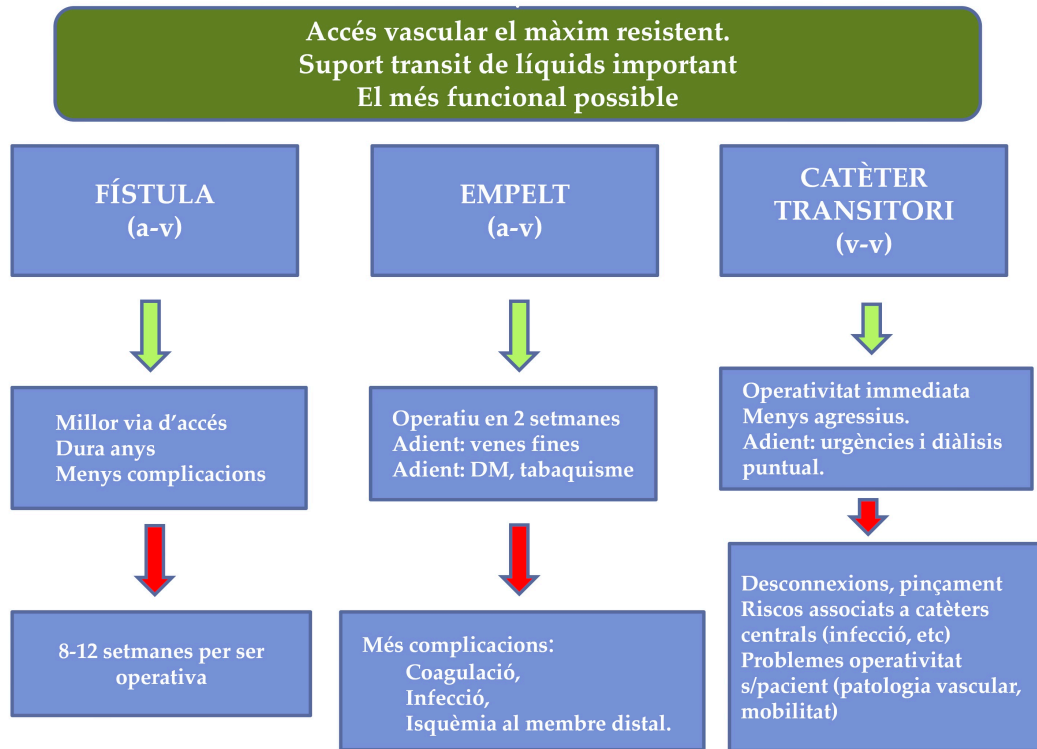 Accés vascular el màxim resistent.
Suport transit de líquids important
El més funcional possible
FÍSTULA
(a-v)
EMPELT
(a-v)
CATÈTER
TRANSITORI
(v-v)
Millor via d’accés
Dura anys
Menys complicacions
Operatiu en 2 setmanes
Adient: venes fines
Adient: DM, tabaquisme
Operativitat immediata
Menys agressius.
Adient: urgències i diàlisis
puntual.
8-12 setmanes per ser
operativa
Més complicacions:
Coagulació,
Infecció,
Isquèmia al membre distal.
Desconnexions, pinçament
Riscos associats a catèters
centrals (infecció, etc)
Problemes operativitat
s/pacient (patologia vascular,
mobilitat)